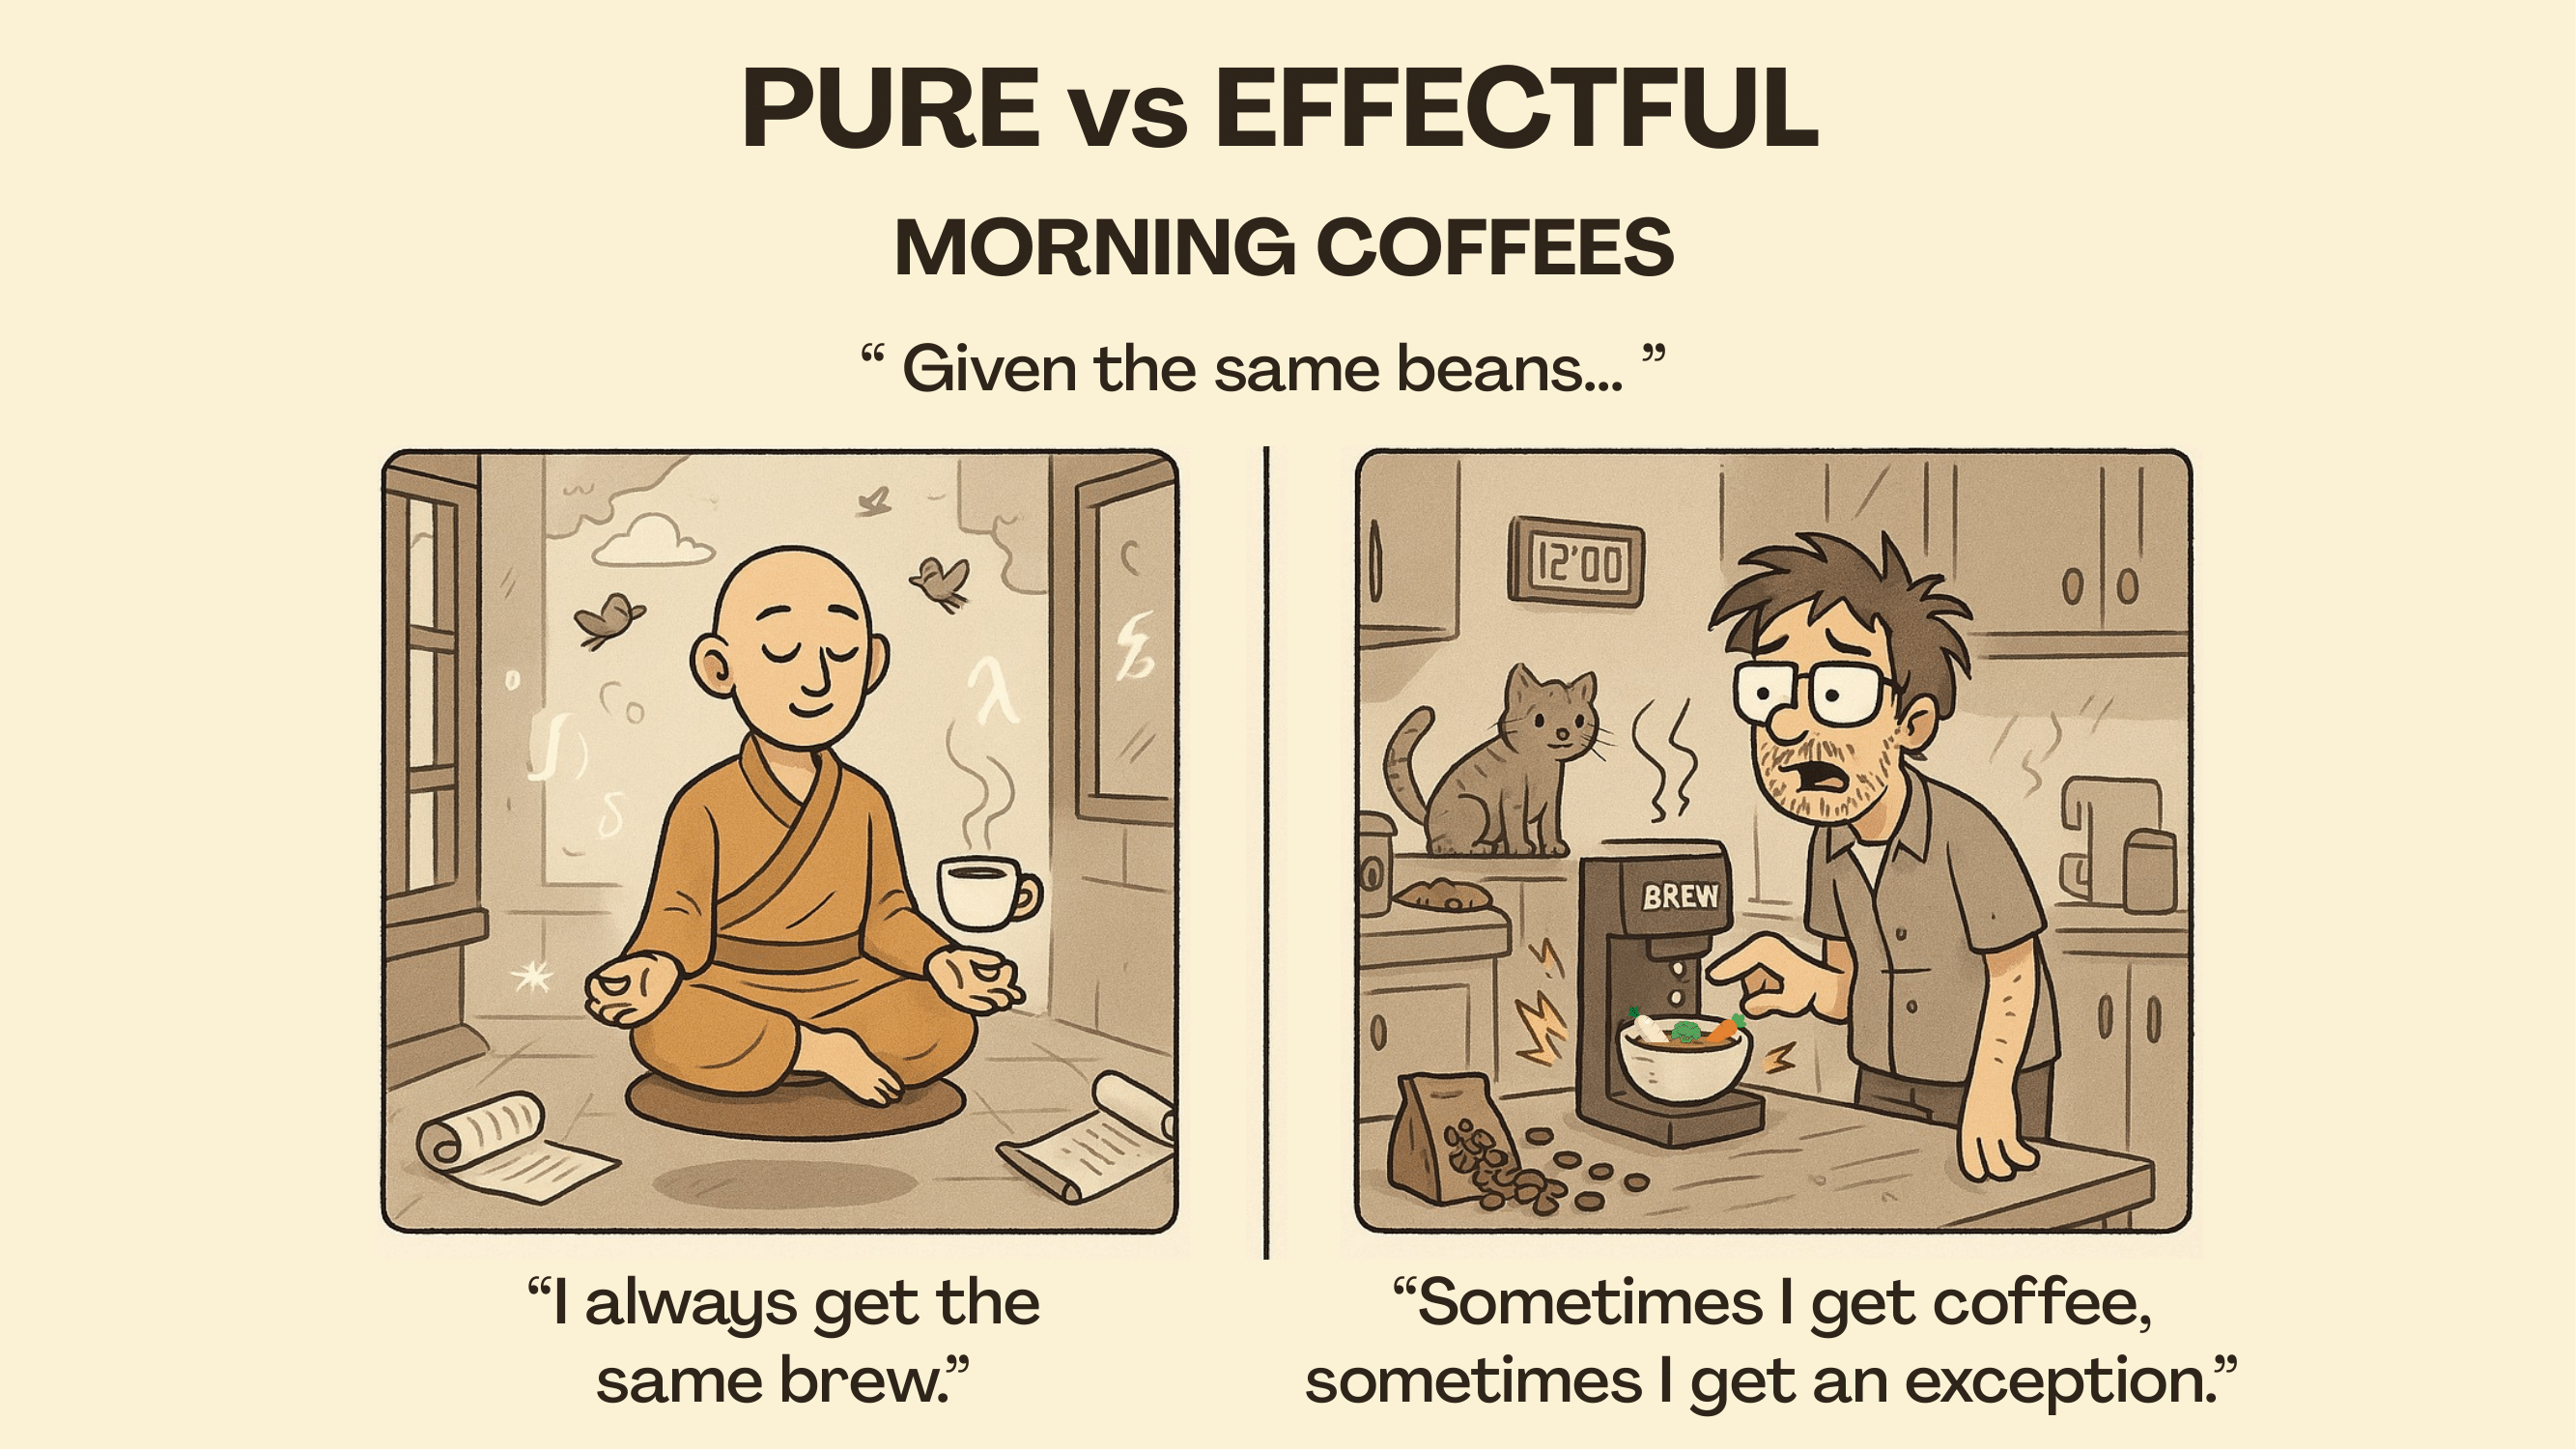 PURE vs EFFECTFUL
MORNING COFFEES
“ Given the same beans... ”
12'00
λ
δ
BREW
“I always get the
same brew.”
“Sometimes I get coffee,
sometimes I get an exception.”